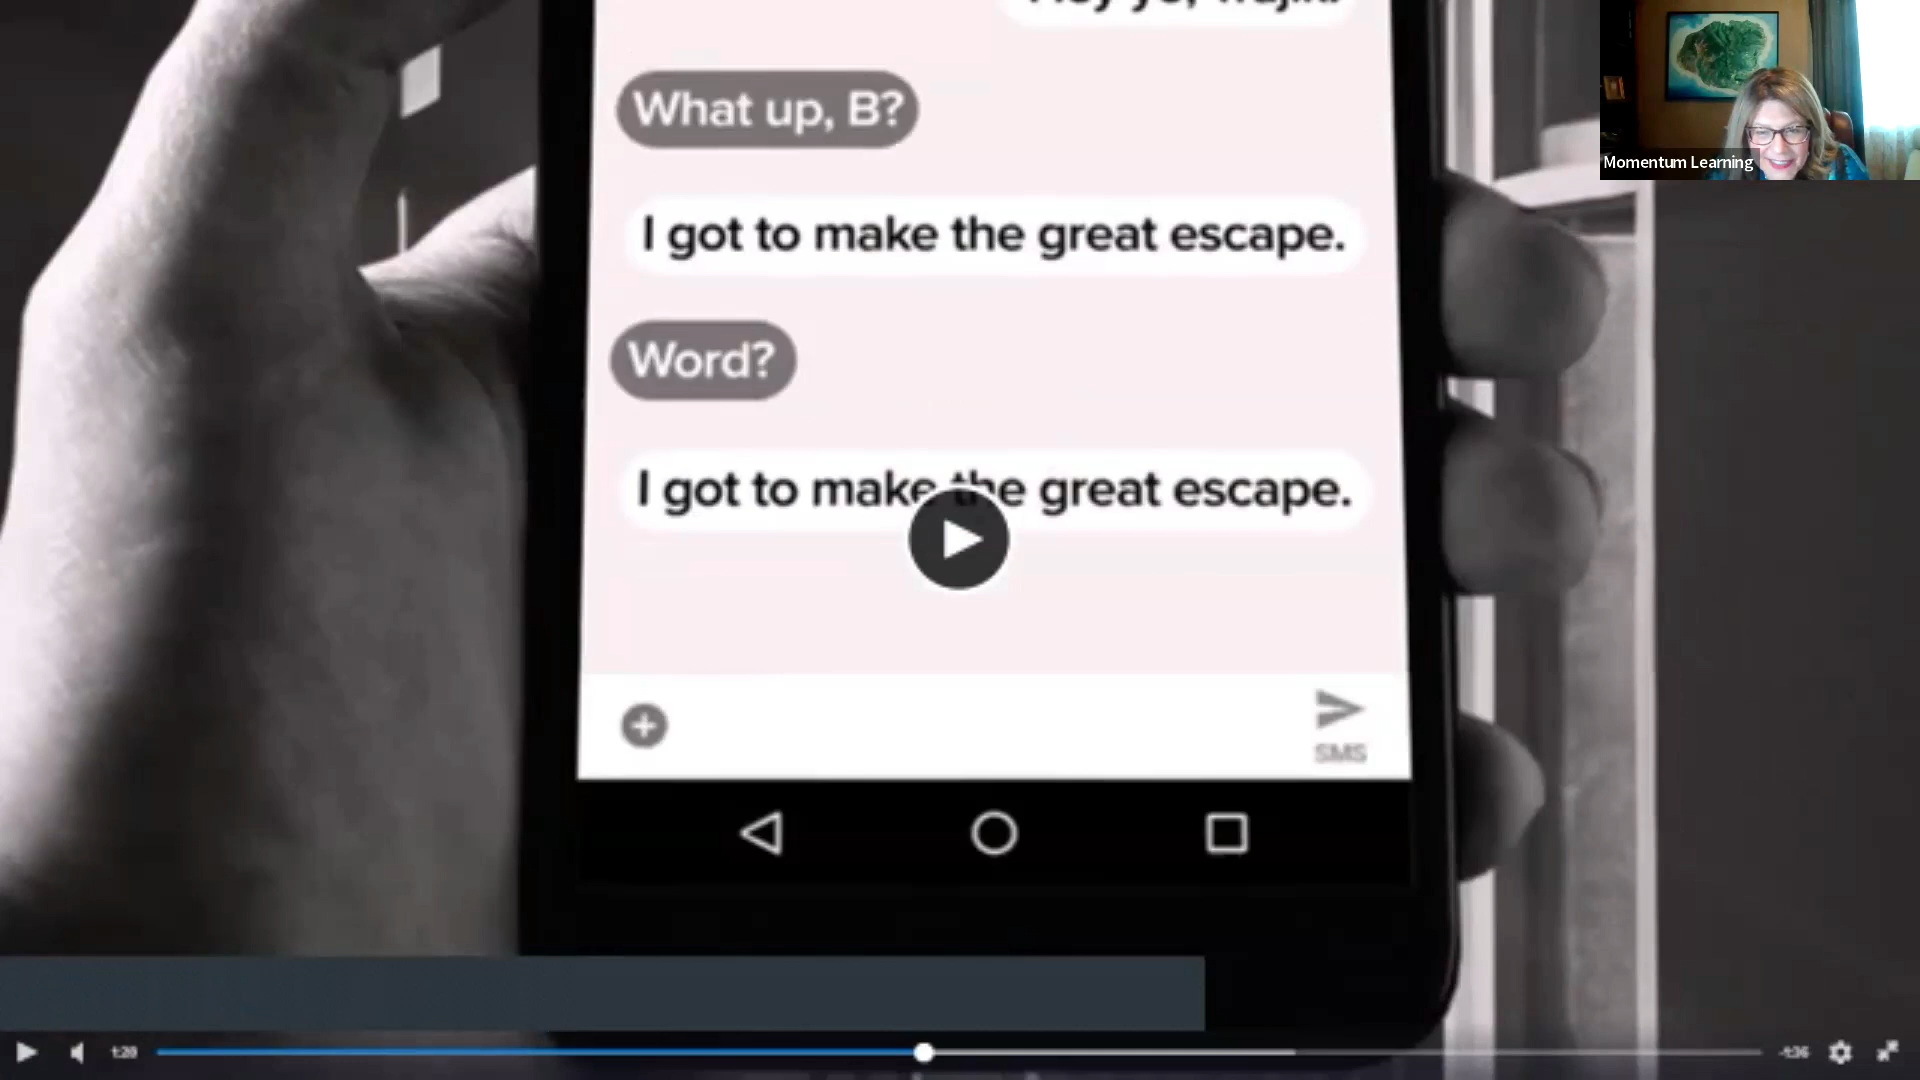 Momentum Learning
What up, B?
I got to make the great escape.
Word?
I got to make the great escape.
SMS
1:20